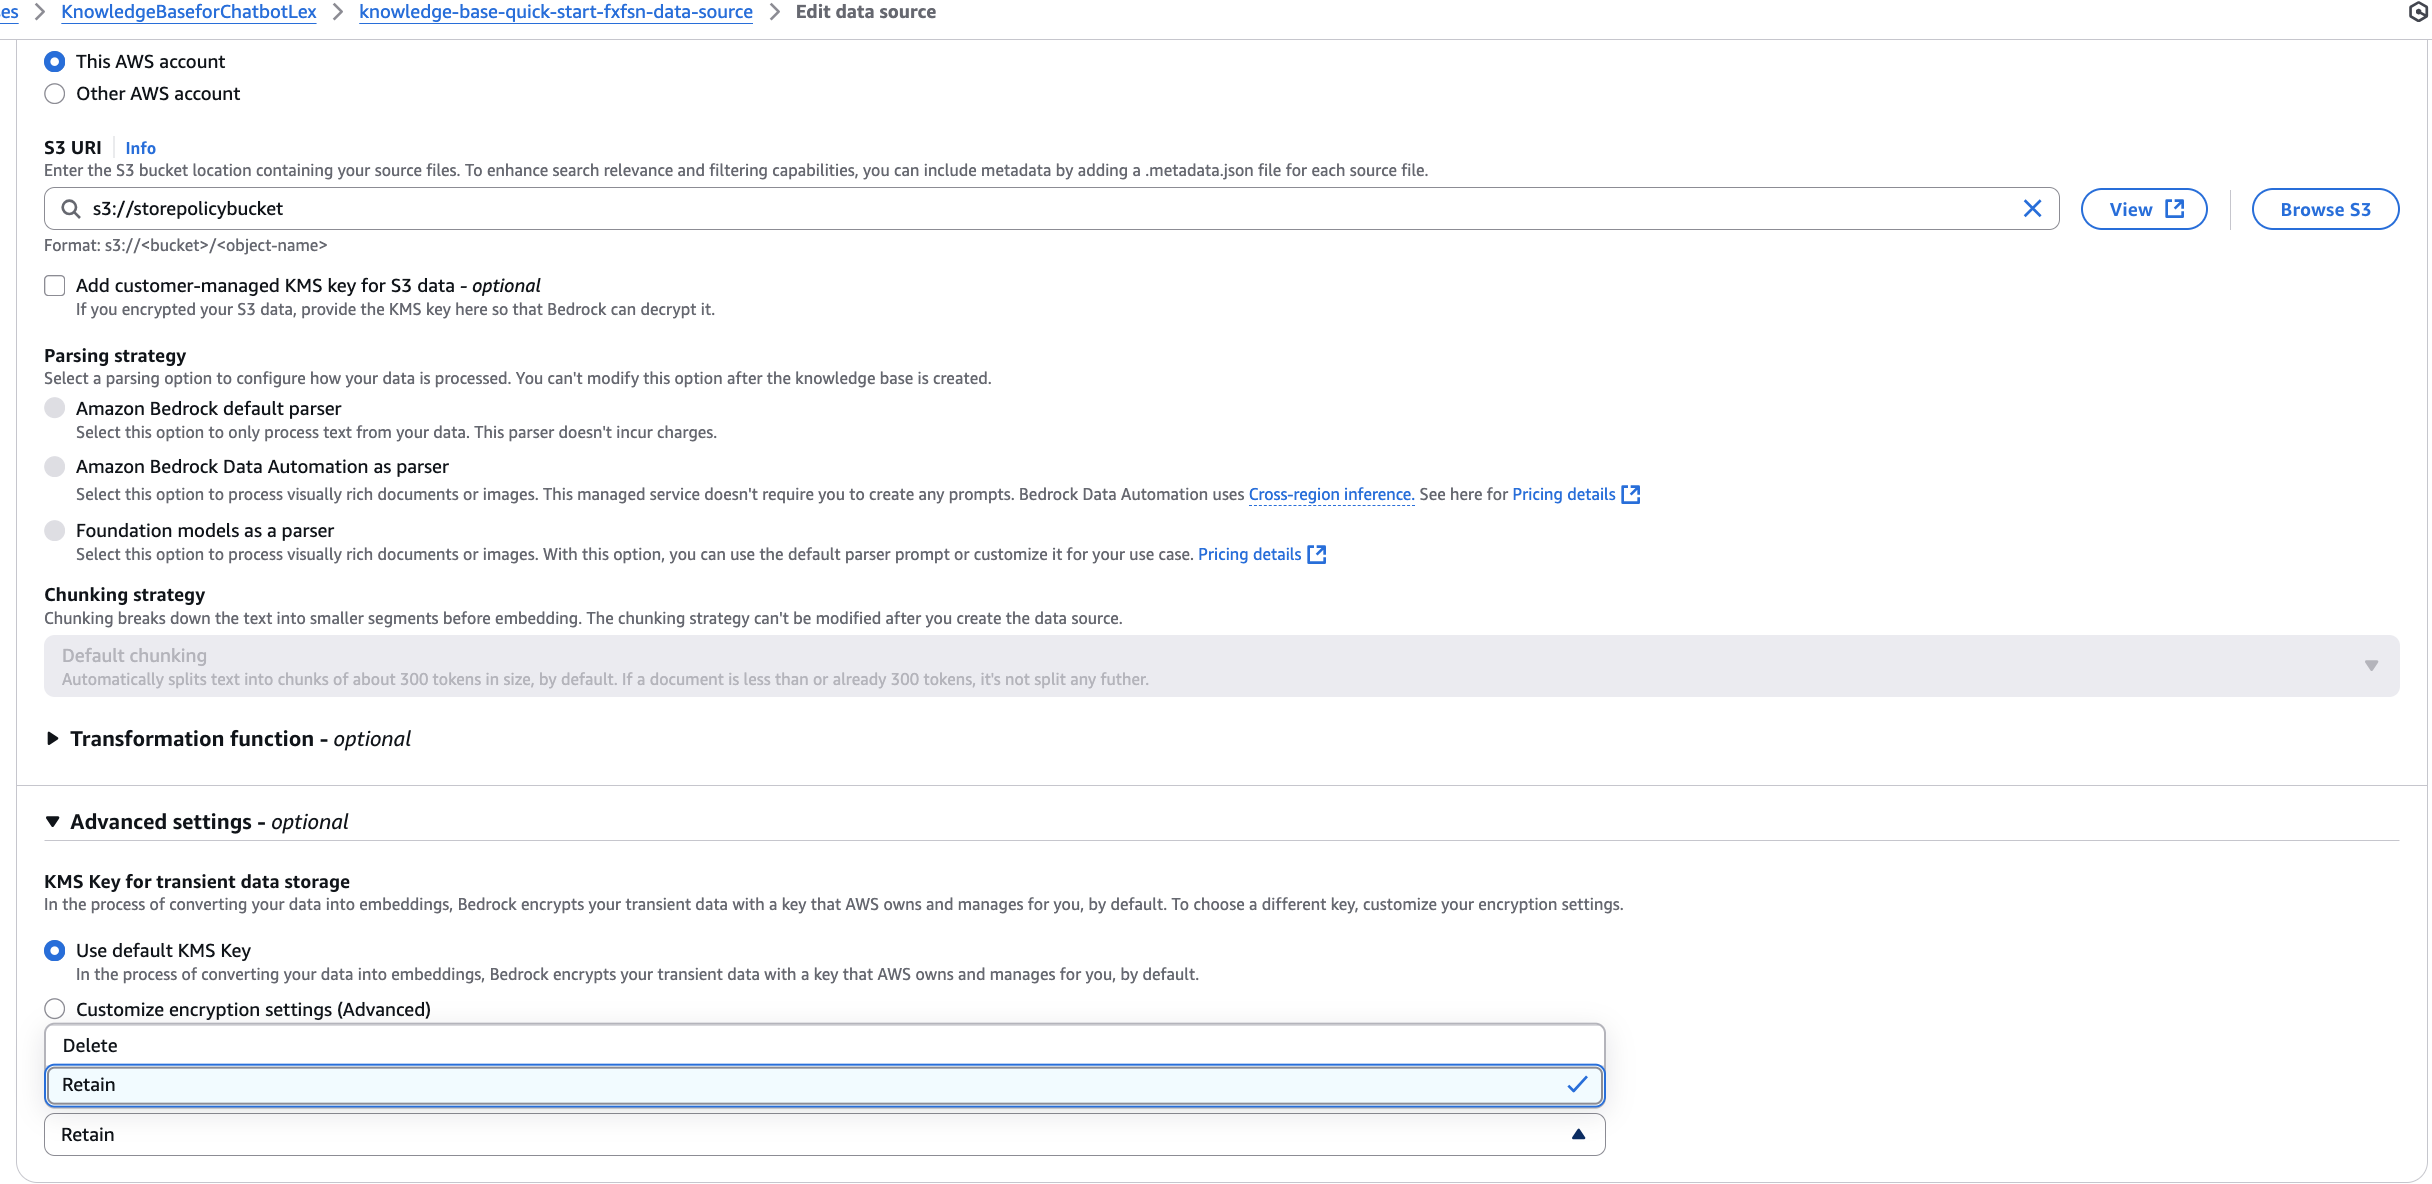 es > KnowledgeBaseforChatbotLex > knowledge-base-quick-start-fxfsn-data-source > Edit data source
This AWS account
Other AWS account
S3 URI Info
Enter the S3 bucket location containing your source files. To enhance search relevance and filtering capabilities, you can include metadata by adding a .metadata.json file for each source file.
s3://storepolicybucket
View
Browse S3
Format: s3://<bucket>/<object-name>
Add customer-managed KMS key for S3 data - optional
If you encrypted your S3 data, provide the KMS key here so that Bedrock can decrypt it.
Parsing strategy
Select a parsing option to configure how your data is processed. You can't modify this option after the knowledge base is created.
Amazon Bedrock default parser
Select this option to only process text from your data. This parser doesn't incur charges.
Amazon Bedrock Data Automation as parser
Select this option to process visually rich documents or images. This managed service doesn't require you to create any prompts. Bedrock Data Automation uses Cross-region inference. See here for Pricing details
Foundation models as a parser
Select this option to process visually rich documents or images. With this option, you can use the default parser prompt or customize it for your use case. Pricing details
Chunking strategy
Chunking breaks down the text into smaller segments before embedding. The chunking strategy can't be modified after you create the data source.
Default chunking
Automatically splits text into chunks of about 300 tokens in size, by default. If a document is less than or already 300 tokens, it's not split any futher.
Transformation function - optional
Advanced settings - optional
KMS Key for transient data storage
In the process of converting your data into embeddings, Bedrock encrypts your transient data with a key that AWS owns and manages for you, by default. To choose a different key, customize your encryption settings.
Use default KMS Key
In the process of converting your data into embeddings, Bedrock encrypts your transient data with a key that AWS owns and manages for you, by default.
Customize encryption settings (Advanced)
Delete
Retain
Retain